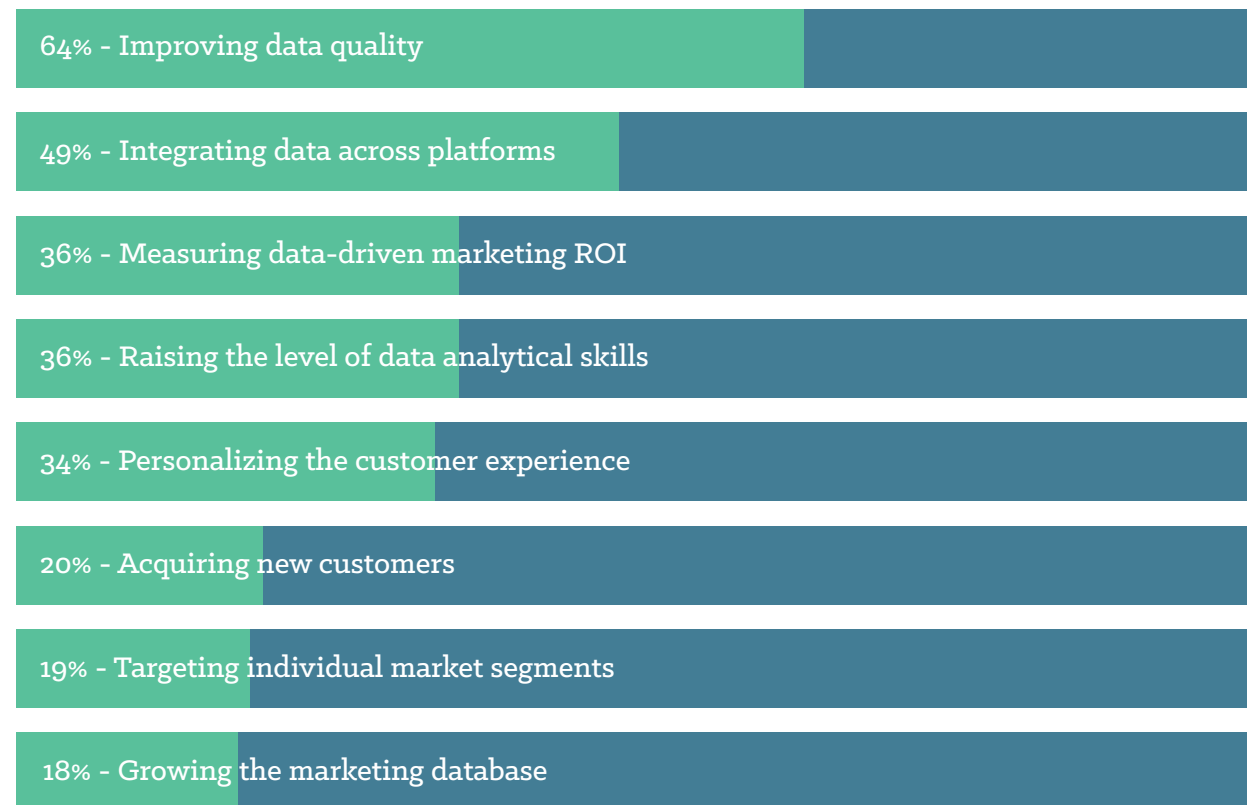 64% - Improving data quality
49% - Integrating data across platforms
36% - Measuring data-driven marketing ROI
36% - Raising the level of data analytical skills
34% - Personalizing the customer experience
20% - Acquiring new customers
19% - Targeting individual market segments
18% - Growing the marketing database